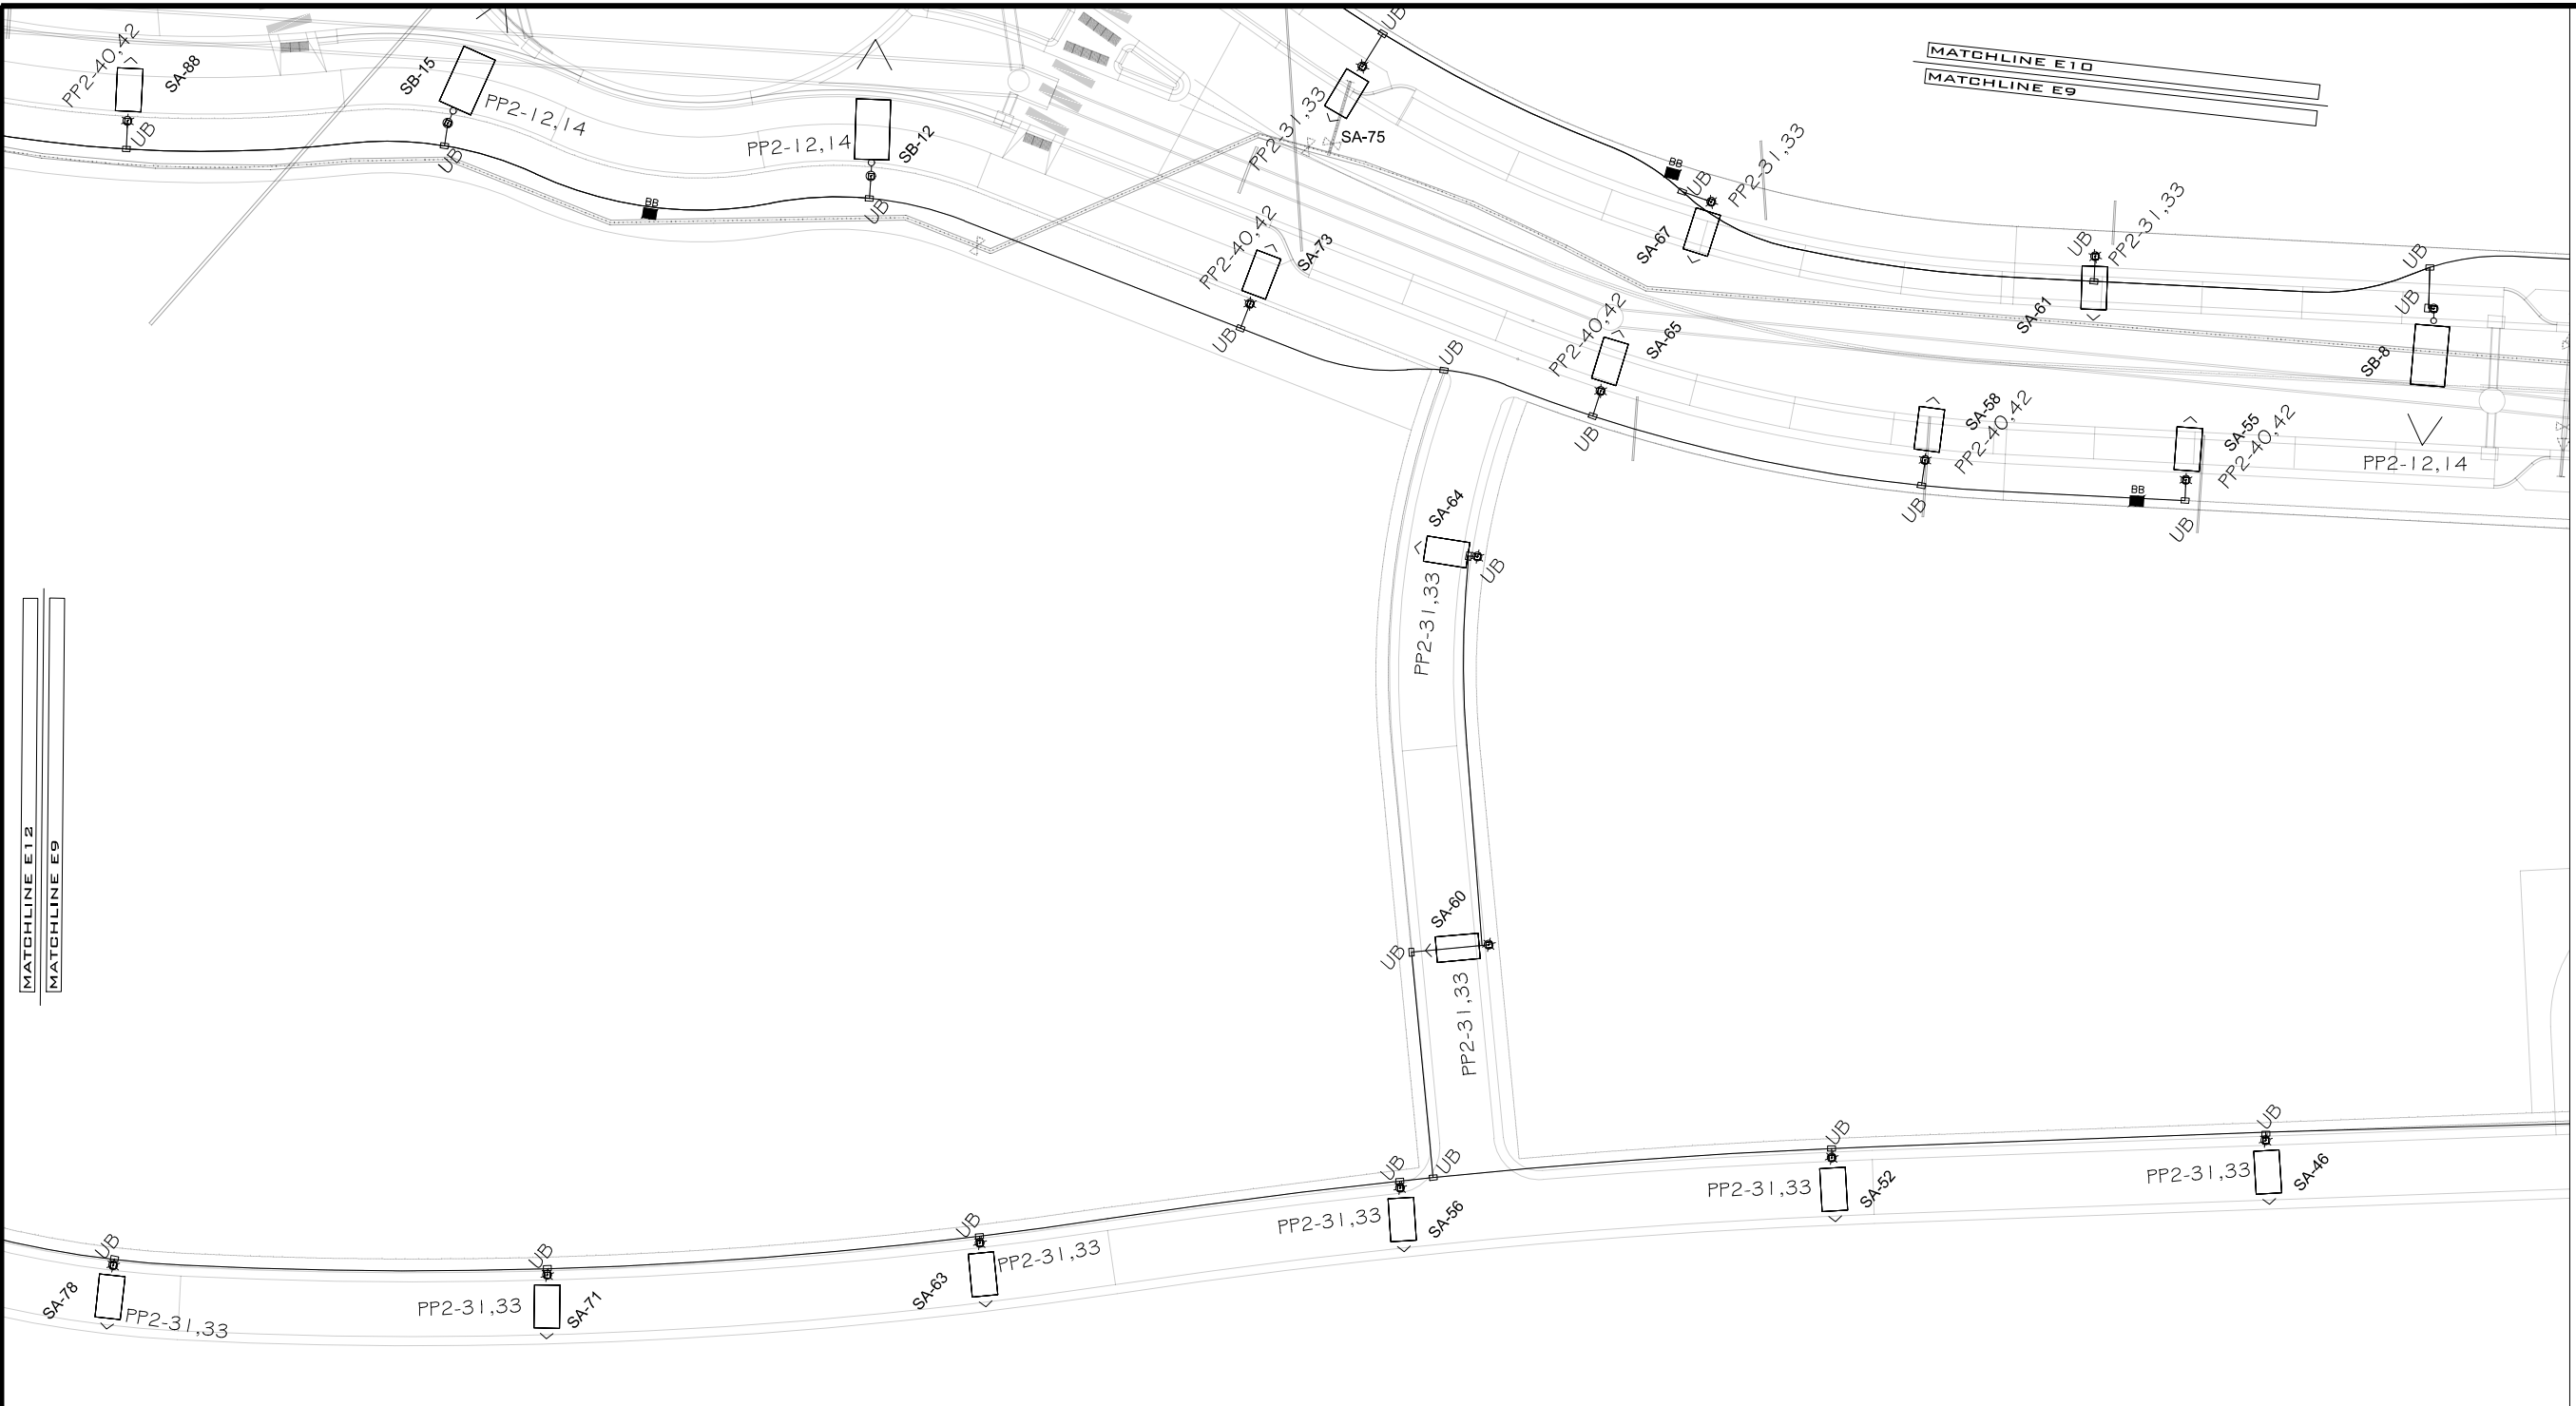 UB
PP2-40,42
SA-88
UB
SB-15
PP2-12,14
UB
BB
PP2-12,14
SB-12
UB
PP2-31,33
SA-75
MATCHLINE E10
MATCHLINE E9
BB
UB
PP2-31,33
SA-67
PP2-40,42
SA-73
UB
UB
UB
PP2-31,33
SA-61
UB
UB
SB-8
PP2-12,14
PP2-40,42
SA-65
UB
SA-58
PP2-40,42
UB
SA-55
PP2-40,42
BB
UB
SA-64
UB
PP2-31,33
MATCHLINE E12
MATCHLINE E9
SA-60
UB
PP2-31,33
UB
UB
PP2-31,33
SA-56
UB
PP2-31,33
SA-52
UB
PP2-31,33
SA-46
UB
SA-78
PP2-31,33
UB
PP2-31,33
SA-71
UB
SA-63
PP2-31,33